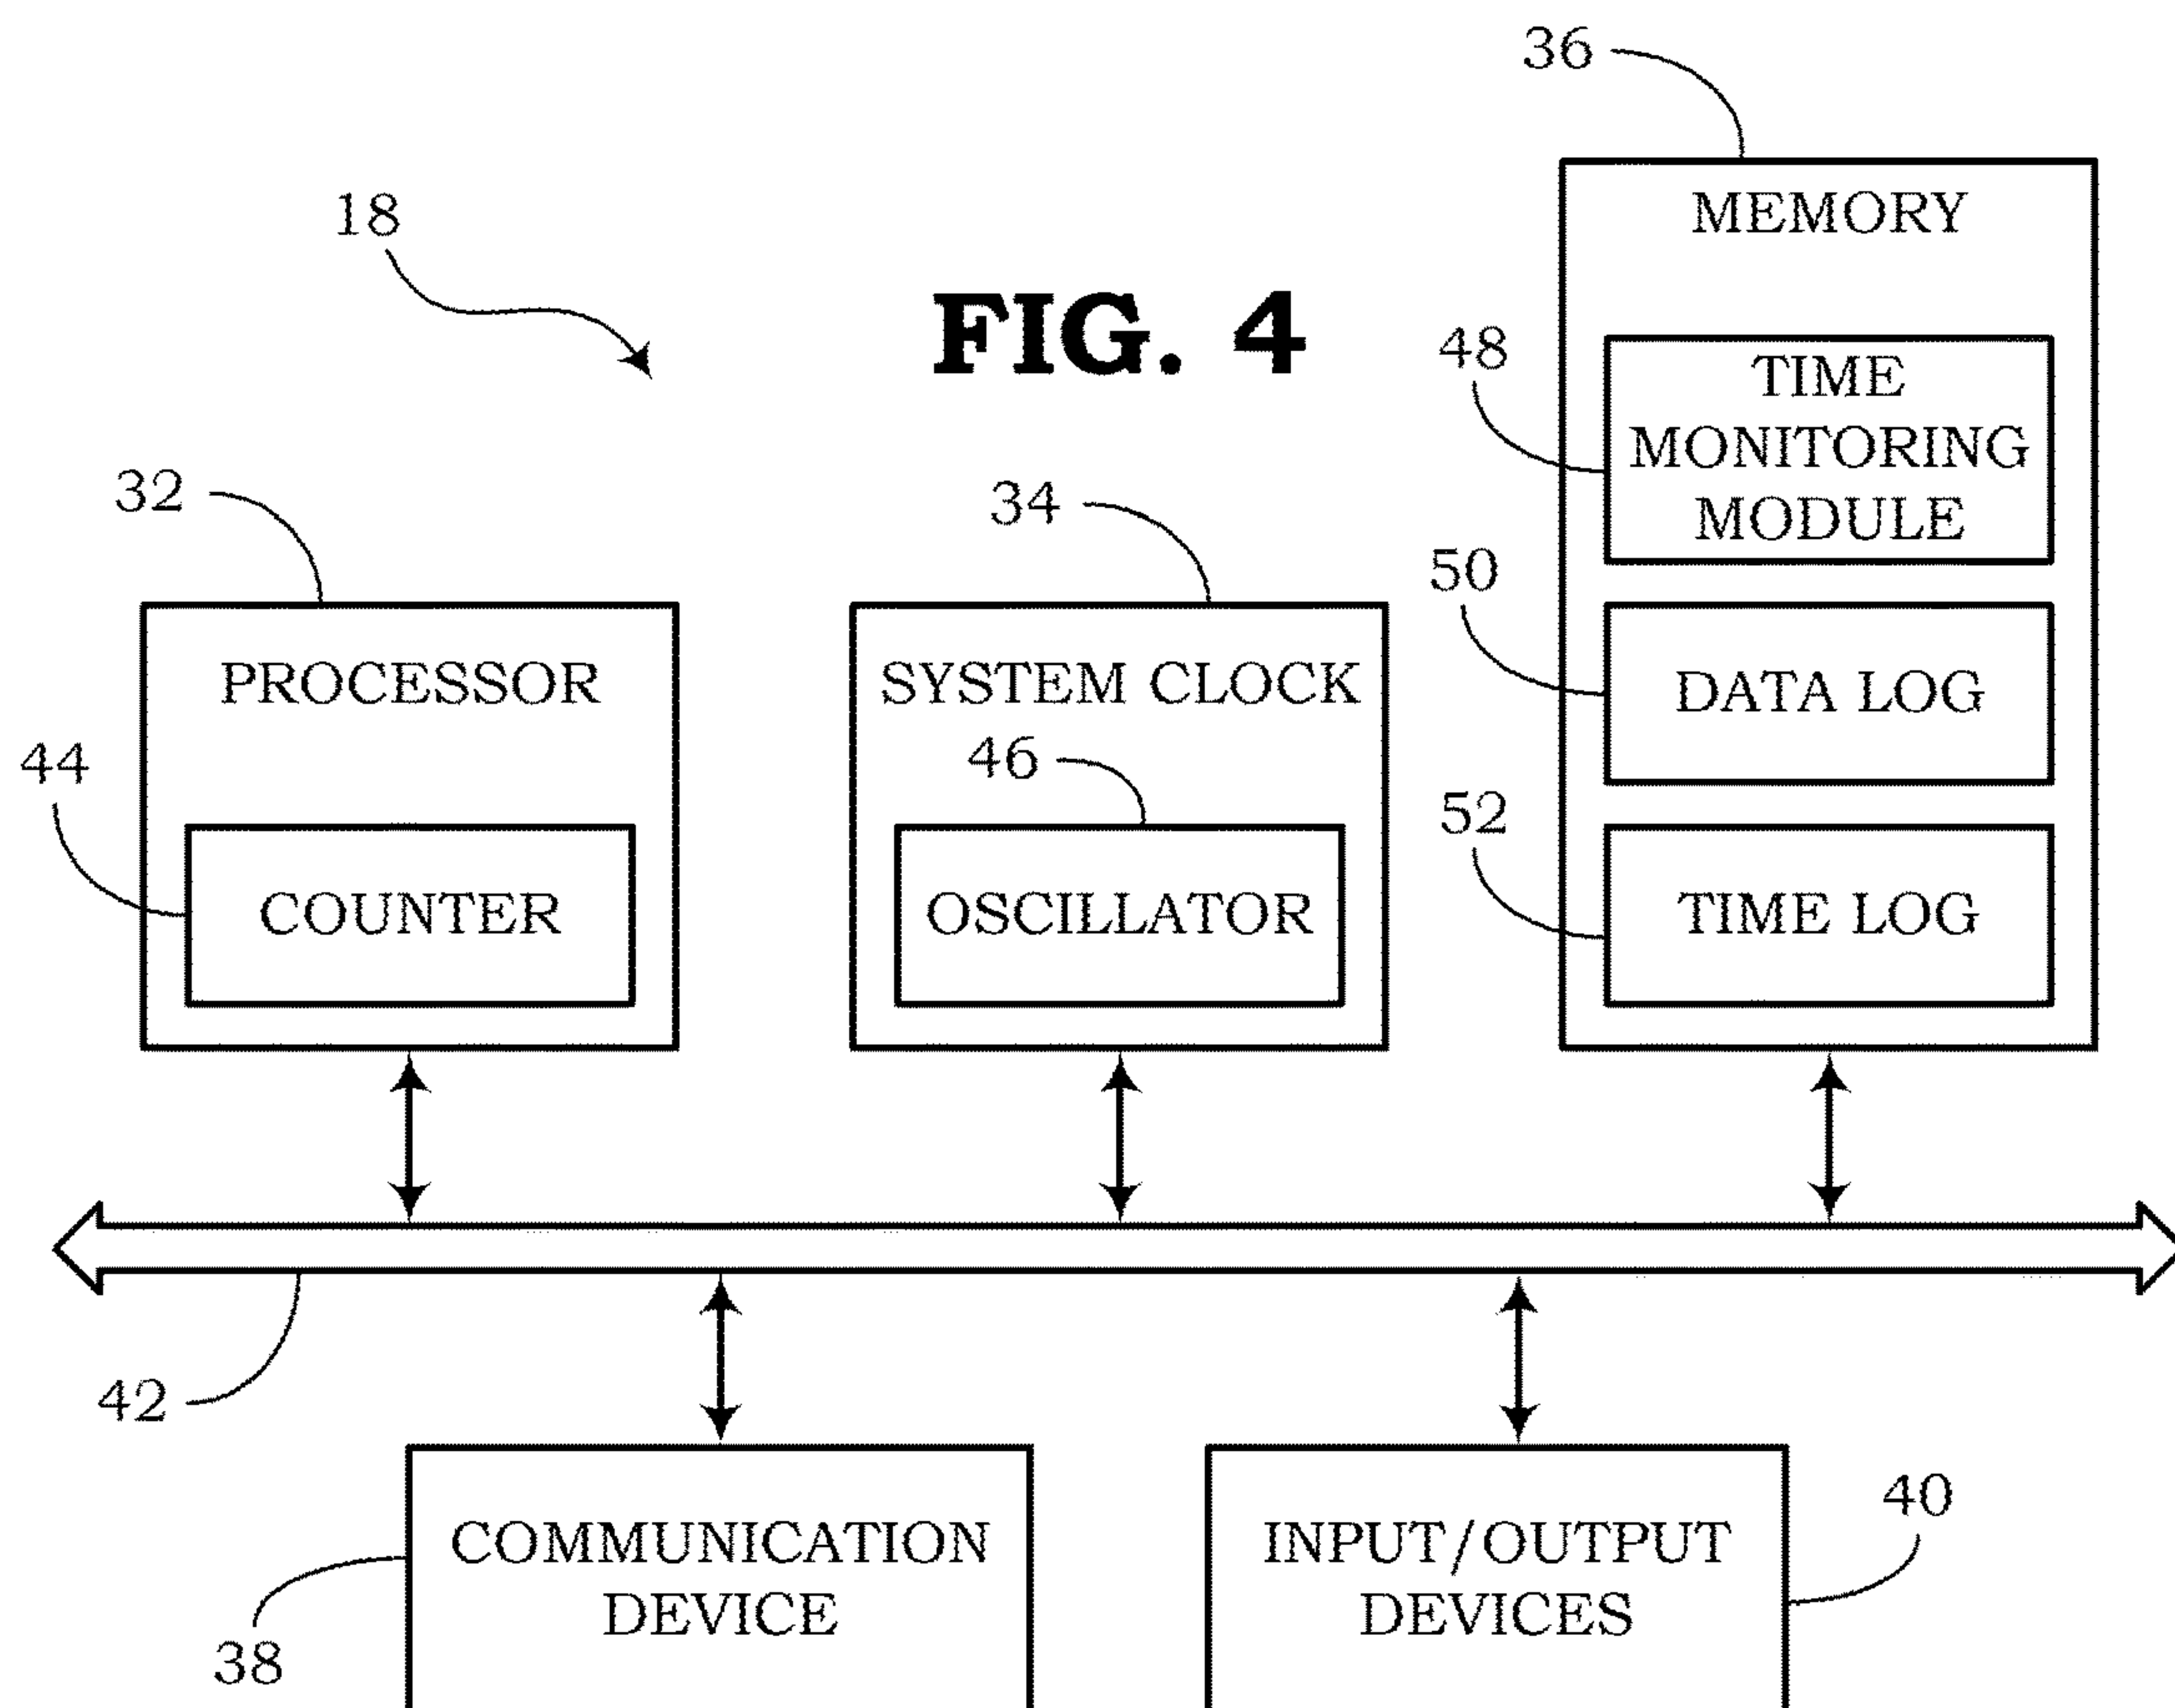 36
18
MEMORY
FIG. 4
48
TIME
MONITORING
MODULE
32
34
50
PROCESSOR
SYSTEM CLOCK
DATA LOG
44
46
52
COUNTER
OSCILLATOR
TIME LOG
42
COMMUNICATION
DEVICE
INPUT/OUTPUT
DEVICES
40
38